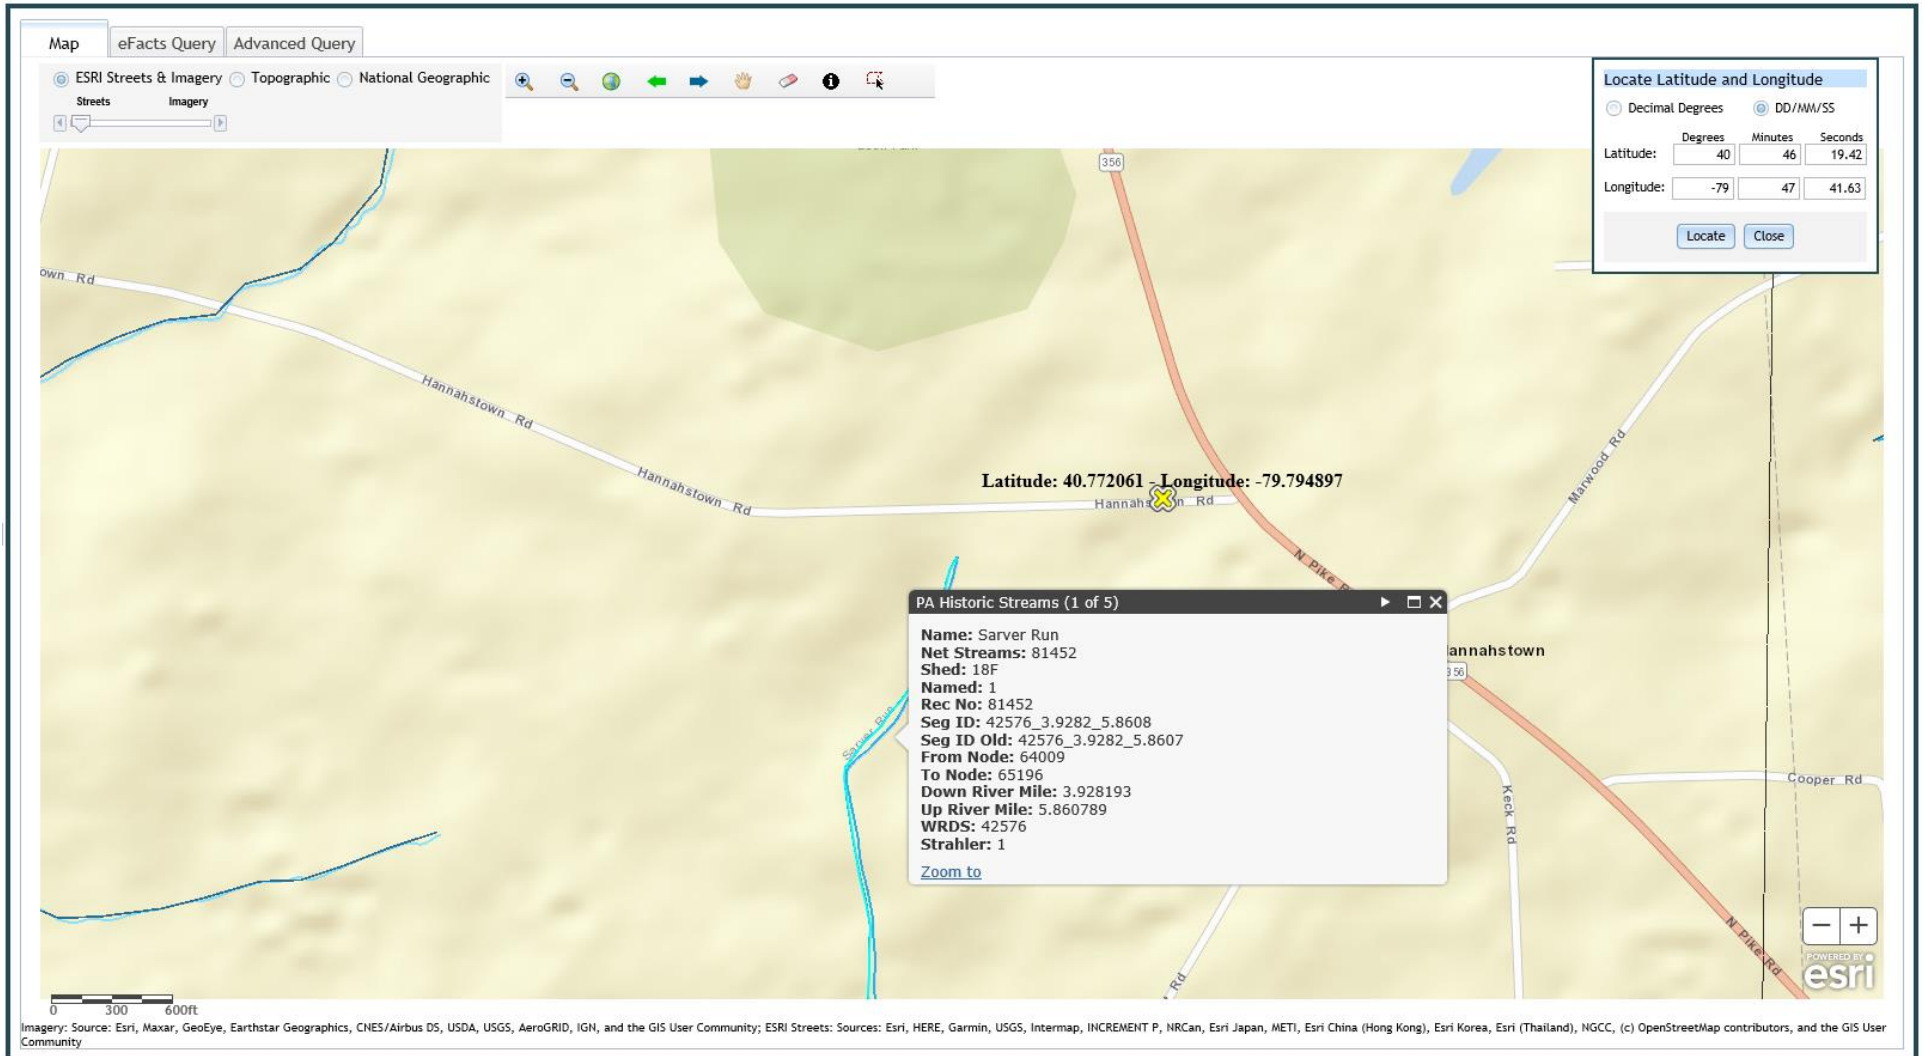 Map
eFacts Query
Advanced Query
ESRI Streets & Imagery
Topographic
National Geographic
Streets
Imagery
Locate Latitude and Longitude
Decimal Degrees
DD/MM/SS
Degrees Minutes Seconds
Latitude: 40 46 19.42
Longitude: -79 47 41.63
Locate
Close
356
own Rd
Hannahstown Rd
Hannahstown Rd
Latitude: 40.772061 - Longitude: -79.794897
Rd
Marwood Rd
N Pike
PA Historic Streams (1 of 5)
Name: Sarver Run
Net Streams: 81452
Shed: 18F
Named: 1
Rec No: 81452
Seg ID: 42576_3.9282_5.8608
Seg ID Old: 42576_3.9282_5.8607
From Node: 64009
To Node: 65196
Down River Mile: 3.928193
Up River Mile: 5.860789
WRDS: 42576
Strahler: 1
Zoom to
annahstown
356
Sarver Run
Keck Rd
Cooper Rd
N Pike Rd
Rd
POWERED BY
esri
0 300 600ft
Imagery: Source: Esri, Maxar, GeoEye, Earthstar Geographics, CNES/Airbus DS, USDA, USGS, AeroGRID, IGN, and the GIS User Community; ESRI Streets: Sources: Esri, HERE, Garmin, USGS, Intermap, INCREMENT P, NRCan, Esri Japan, METI, Esri China (Hong Kong), Esri Korea, Esri (Thailand), NGCC, (c) OpenStreetMap contributors, and the GIS User
Community